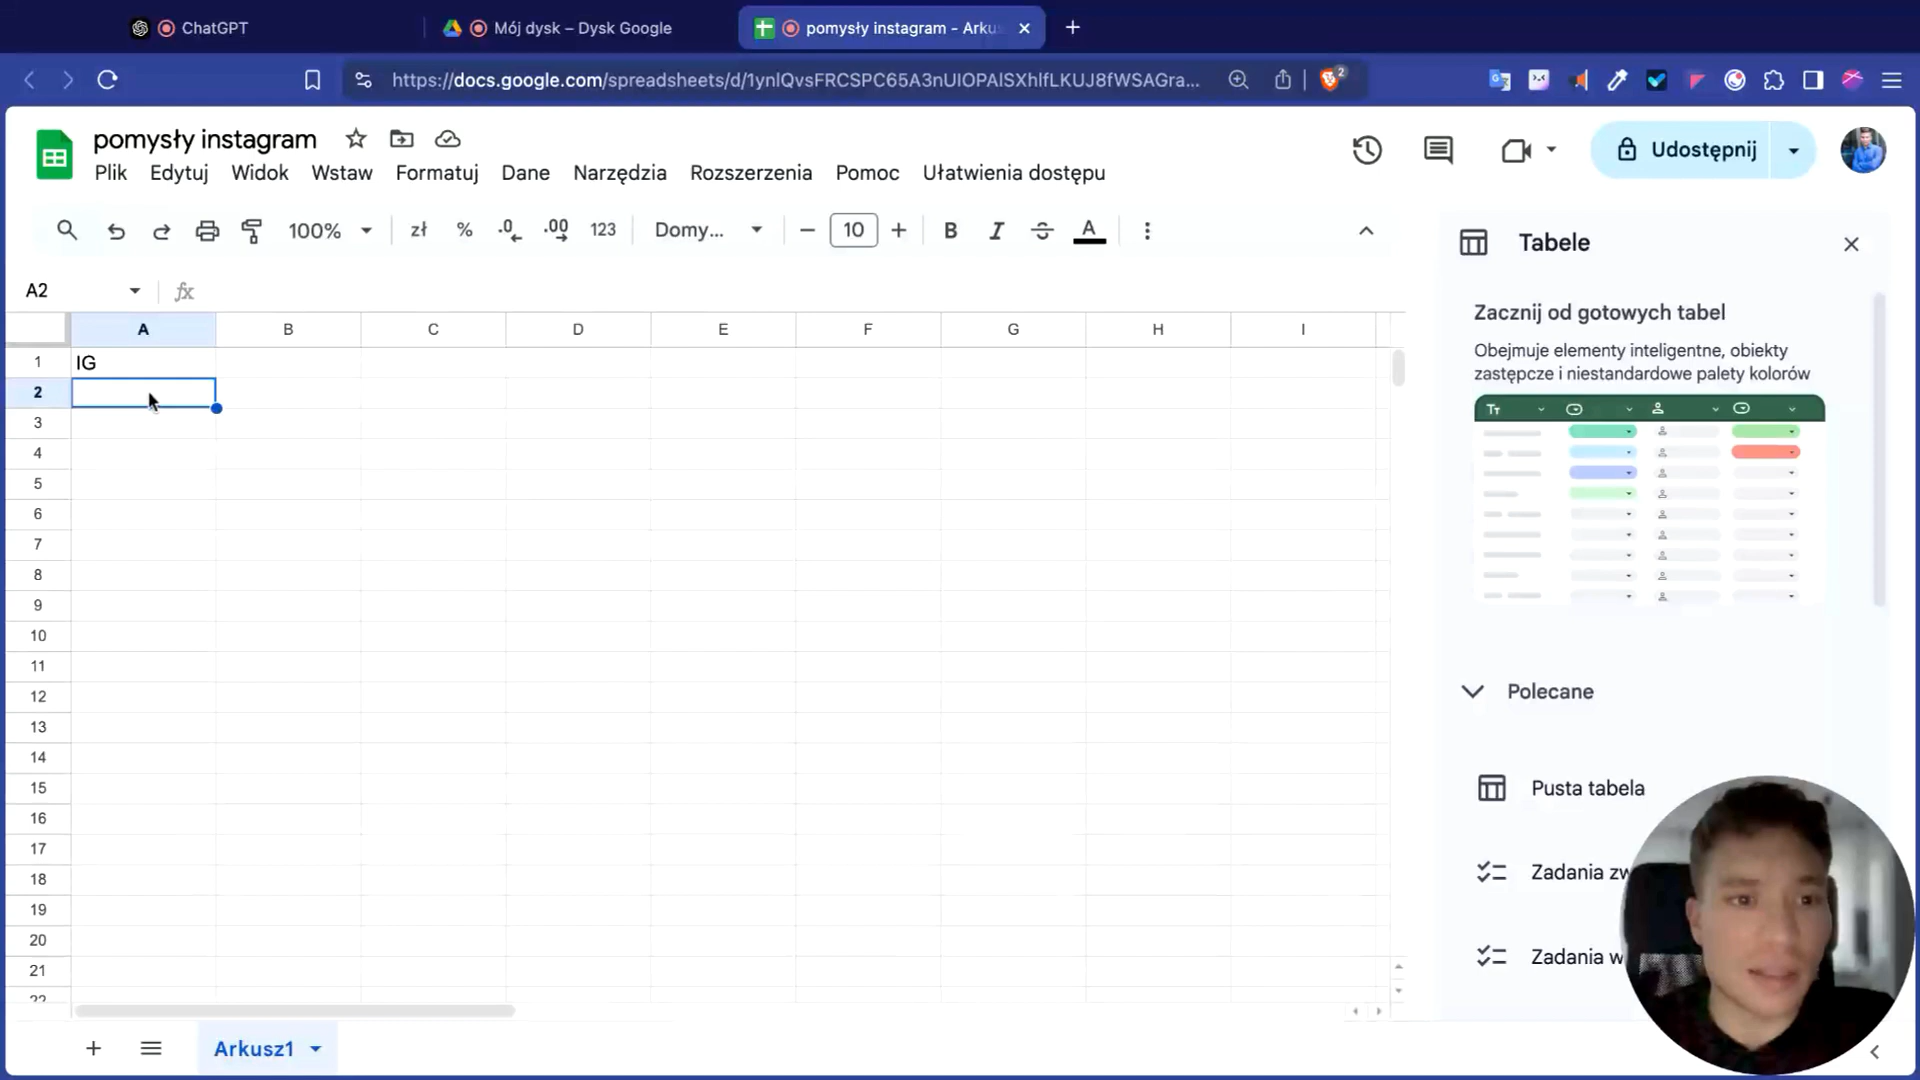 ChatGPT
Mój dysk – Dysk Google
pomysły instagram - Arku
https://docs.google.com/spreadsheets/d/1ynlQvsFRCSPC65A3nUIOPAlSXhlfLKUJ8fWSAGra...
2
pomysły instagram
Plik Edytuj Widok Wstaw Formatuj Dane Narzędzia Rozszerzenia Pomoc Ułatwienia dostępu
Udostępnij
100% zł % .0 .00 123 Domy... 10 B I A
A2 fx
A B C D E F G H I
1 IG
2
3
4
5
6
7
8
9
10
11
12
13
14
15
16
17
18
19
20
21
22
Arkusz1
Tabele
Zacznij od gotowych tabel
Obejmuje elementy inteligentne, obiekty
zastępcze i niestandardowe palety kolorów
Tт
Polecane
Pusta tabela
Zadania zw
Zadania w